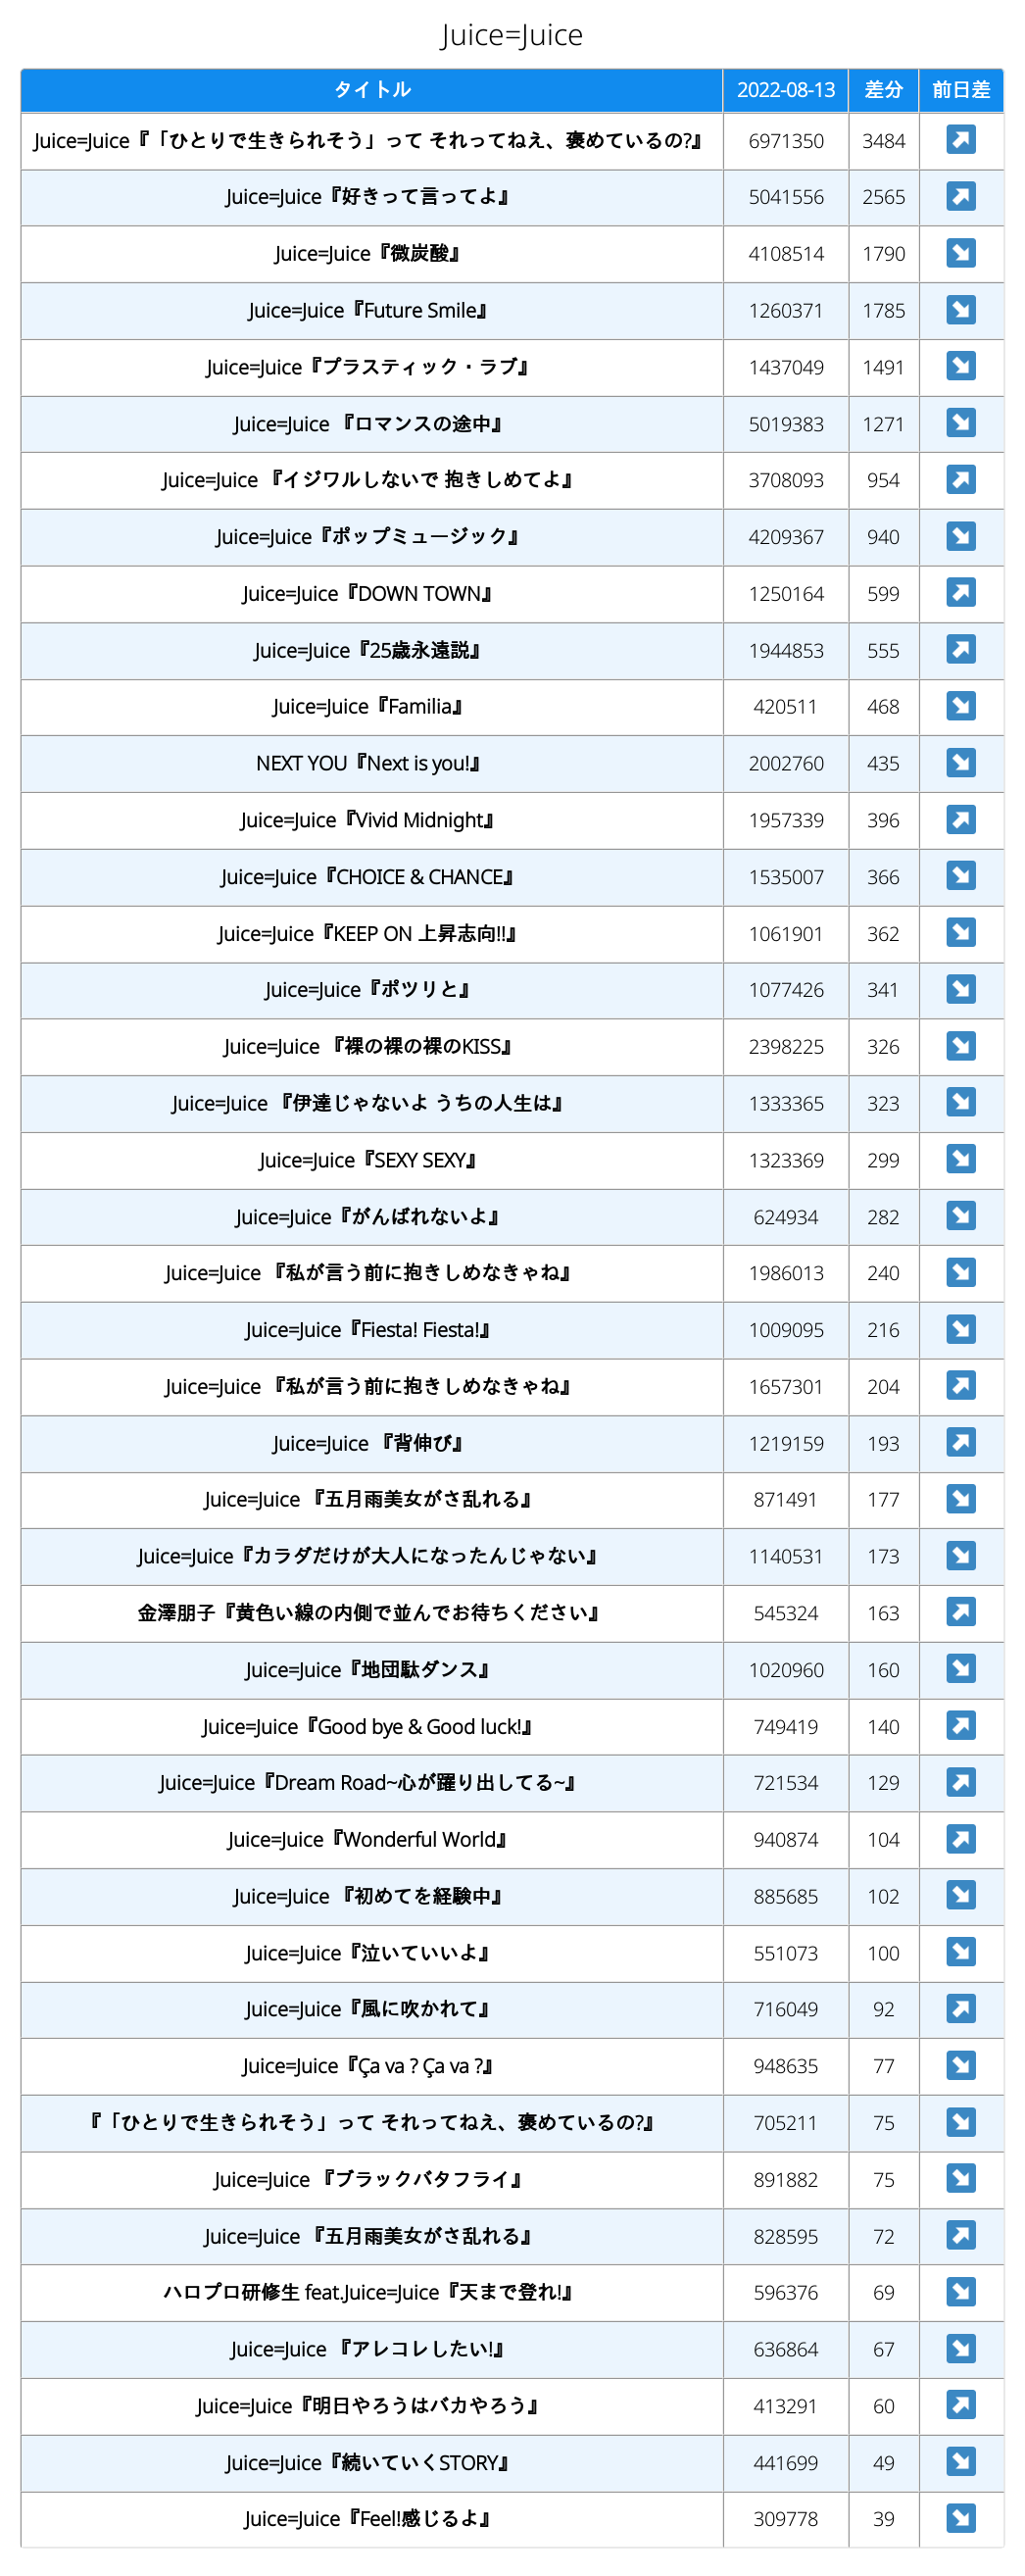 Juice=Juice
タイトル 2022-08-13 差分 前日差
Juice=Juice『「ひとりで生きられそう」って それってねえ、褒めているの?』 6971350 3484 ↗
Juice=Juice『好きって言ってよ』 5041556 2565 ↗
Juice=Juice『微炭酸』 4108514 1790 ↘
Juice=Juice『Future Smile』 1260371 1785 ↘
Juice=Juice『プラスティック・ラブ』 1437049 1491 ↘
Juice=Juice 『ロマンスの途中』 5019383 1271 ↘
Juice=Juice 『イジワルしないで 抱きしめてよ』 3708093 954 ↗
Juice=Juice『ポップミュージック』 4209367 940 ↘
Juice=Juice『DOWN TOWN』 1250164 599 ↗
Juice=Juice『25歳永遠説』 1944853 555 ↗
Juice=Juice『Familia』 420511 468 ↘
NEXT YOU『Next is you!』 2002760 435 ↘
Juice=Juice『Vivid Midnight』 1957339 396 ↗
Juice=Juice『CHOICE & CHANCE』 1535007 366 ↘
Juice=Juice『KEEP ON 上昇志向!!』 1061901 362 ↘
Juice=Juice『ポツリと』 1077426 341 ↘
Juice=Juice 『裸の裸の裸のKISS』 2398225 326 ↘
Juice=Juice 『伊達じゃないよ うちの人生は』 1333365 323 ↘
Juice=Juice『SEXY SEXY』 1323369 299 ↘
Juice=Juice『がんばれないよ』 624934 282 ↘
Juice=Juice 『私が言う前に抱きしめなきゃね』 1986013 240 ↘
Juice=Juice『Fiesta! Fiesta!』 1009095 216 ↘
Juice=Juice 『私が言う前に抱きしめなきゃね』 1657301 204 ↗
Juice=Juice 『背伸び』 1219159 193 ↗
Juice=Juice 『五月雨美女がさ乱れる』 871491 177 ↘
Juice=Juice『カラダだけが大人になったんじゃない』 1140531 173 ↘
金澤朋子『黄色い線の内側で並んでお待ちください』 545324 163 ↗
Juice=Juice『地団駄ダンス』 1020960 160 ↘
Juice=Juice『Good bye & Good luck!』 749419 140 ↗
Juice=Juice『Dream Road~心が躍り出してる~』 721534 129 ↗
Juice=Juice『Wonderful World』 940874 104 ↗
Juice=Juice 『初めてを経験中』 885685 102 ↘
Juice=Juice『泣いていいよ』 551073 100 ↘
Juice=Juice『風に吹かれて』 716049 92 ↗
Juice=Juice『Ça va ? Ça va ?』 948635 77 ↘
『「ひとりで生きられそう」って それってねえ、褒めているの?』 705211 75 ↘
Juice=Juice 『ブラックバタフライ』 891882 75 ↘
Juice=Juice 『五月雨美女がさ乱れる』 828595 72 ↗
ハロプロ研修生 feat.Juice=Juice『天まで登れ!』 596376 69 ↘
Juice=Juice 『アレコレしたい!』 636864 67 ↘
Juice=Juice『明日やろうはバカやろう』 413291 60 ↗
Juice=Juice『続いていくSTORY』 441699 49 ↘
Juice=Juice『Feel!感じるよ』 309778 39 ↘